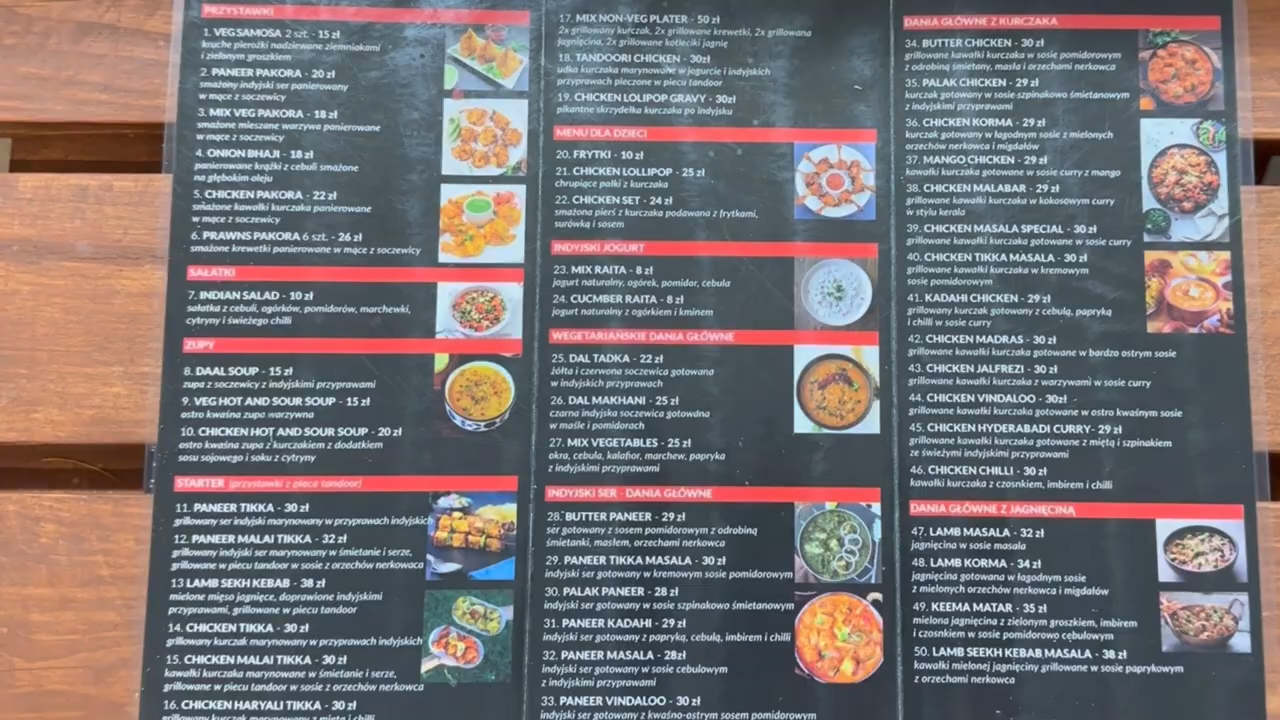 PRZYSTAWKI
1. VEG SAMOSA 2 szt. - 15 zł
kruche pierożki nadziewane ziemniakami
i zielonym groszkiem
2. PANEER PAKORA - 20 zł
smażony indyjski ser panierowany
w mące z soczewicy
3. MIX VEG PAKORA - 18 zł
smażone mieszane warzywa panierowane
w mące z soczewicy
4. ONION BHAJI - 18 zł
panierowane krążki z cebuli smażone
na głębokim oleju
5. CHICKEN PAKORA - 22 zł
smażone kawałki kurczaka panierowane
w mące z soczewicy
6. PRAWNS PAKORA 6 szt. - 26 zł
smażone krewetki panierowane w mące z soczewicy
SAŁATKI
7. INDIAN SALAD - 10 zł
sałatka z cebuli, ogórków, pomidorów, marchewki,
cytryny i świeżego chilli
ZUPY
8. DAAL SOUP - 15 zł
zupa z soczewicy z indyjskimi przyprawami
9. VEG HOT AND SOUR SOUP - 15 zł
ostro kwaśna zupa warzywna
10. CHICKEN HOT AND SOUR SOUP - 20 zł
ostro kwaśna zupa z kurczakiem z dodatkiem
sosu sojowego i soku z cytryny
STARTER (przystawki z pieca tandoor)
11. PANEER TIKKA - 30 zł
grillowany ser indyjski marynowany w przyprawach indyjskich
12. PANEER MALAI TIKKA - 32 zł
grillowany indyjski ser marynowany w śmietanie i serze,
grillowane w piecu tandoor w sosie z orzechów nerkowaca
13 LAMB SEKH KEBAB - 38 zł
mielone mięso jagnięce, doprawione indyjskimi
przyprawami, grillowane w piecu tandoor
14. CHICKEN TIKKA - 30 zł
grillowany kurczak marynowany w przyprawach indyjskich
15. CHICKEN MALAI TIKKA - 30 zł
kawałki kurczaka marynowane w śmietanie i serze,
grillowane w piecu tandoor w sosie z orzechów nerkowca
16. CHICKEN HARYALI TIKKA - 30 zł
grillowany kurczak marynowany z miętą i chilli
17. MIX NON-VEG PLATER - 50 zł
2x grillowany kurczak, 2x grillowane krewetki, 2x grillowana
jagnięcina, 2x grillowane kotleciki jagnię
18. TANDOORI CHICKEN - 30zł
udka kurczaka marynowane w jogurcie i indyjskich
przyprawach pieczone w piecu tandoor
19. CHICKEN LOLIPOP GRAVY - 30zł
pikantne skrzydełka kurczaka po indyjsku
MENU DLA DZIECI
20. FRYTKI - 10 zł
21. CHICKEN LOLLIPOP - 25 zł
chrupiące pałki z kurczaka
22. CHICKEN SET - 24 zł
smażona pierś z kurczaka podawana z frytkami,
surówką i sosem
INDYJSKI JOGURT
23. MIX RAITA - 8 zł
jogurt naturalny, ogórek, pomidor, cebula
24. CUCMBER RAITA - 8 zł
jogurt naturalny z ogórkiem i kminem
WEGETARIAŃSKIE DANIA GŁÓWNE
25. DAL TADKA - 22 zł
żółta i czerwona soczewica gotowana
w indyjskich przyprawach
26. DAL MAKHANI - 25 zł
czarna indyjska soczewica gotowdna
w maśle i pomidorach
27. MIX VEGETABLES - 25 zł
okra, cebula, kalafior, marchew, papryka
z indyjskimi przyprawami
INDYJSKI SER - DANIA GŁÓWNE
28. BUTTER PANEER - 29 zł
ser gotowany z sosem pomidorowym z odrobiną
śmietanki, masłem, orzechami nerkowca
29. PANEER TIKKA MASALA - 30 zł
indyjski ser gotowany w kremowym sosie pomidorowym
30. PALAK PANEER - 28 zł
indyjski ser gotowany w sosie szpinakowo śmietanowym
31. PANEER KADAHI - 29 zł
indyjski ser gotowany z papryką, cebulą, imbirem i chilli
32. PANEER MASALA - 28zł
indyjski ser gotowany w sosie cebulowym
z indyjskimi przyprawami
33. PANEER VINDALOO - 30 zł
indyjski ser gotowany z kwaśno-ostrym sosem pomidorowym
DANIA GŁÓWNE Z KURCZAKA
34. BUTTER CHICKEN - 30 zł
grillowane kawałki kurczaka w sosie pomidorowym
z odrobiną śmietany, masła i orzechami nerkowca
35. PALAK CHICKEN - 29 zł
kurczak gotowany w sosie szpinakowo śmietanowym
z indyjskimi przyprawami
36. CHICKEN KORMA - 29 zł
kurczak gotowany w łagodnym sosie z mielonych
orzechów nerkowca i migdałów
37. MANGO CHICKEN - 29 zł
kawałki kurczaka gotowane w sosie curry z mango
38. CHICKEN MALABAR - 29 zł
grillowane kawałki kurczaka w kokosowym curry
w stylu kerala
39. CHICKEN MASALA SPECIAL - 30 zł
grillowane kawałki kurczaka gotowane w sosie curry
40. CHICKEN TIKKA MASALA - 30 zł
grillowane kawałki kurczaka w kremowym
sosie pomidorowym
41. KADAHI CHICKEN - 29 zł
grillowany kurczak gotowany z cebulą, papryką
i chilli w sosie curry
42. CHICKEN MADRAS - 30 zł
grillowane kawałki kurczaka gotowane w bardzo ostrym sosie
43. CHICKEN JALFREZI - 30 zł
grillowane kawałki kurczaka z warzywami w sosie curry
44. CHICKEN VINDALOO - 30zł
grillowane kawałki kurczaka gotowane w ostro kwaśnym sosie
45. CHICKEN HYDERABADI CURRY- 29 zł
grillowane kawałki kurczaka gotowane z miętą i szpinakiem
ze świeżymi indyjskimi przyprawami
46. CHICKEN CHILLI - 30 zł
kawałki kurczaka z czosnkiem, imbirem i chilli
DANIA GŁÓWNE Z JAGNIĘCINĄ
47. LAMB MASALA - 32 zł
jagnięcina w sosie masala
48. LAMB KORMA - 34 zł
jagnięcina gotowana w łagodnym sosie
z mielonych orzechów nerkowca i migdałów
49. KEEMA MATAR - 35 zł
mielona jagnięcina z zielonym groszkiem, imbirem
i czosnkiem w sosie pomidorowo cebulowym
50. LAMB SEEKH KEBAB MASALA - 38 zł
kawałki mielonej jagnięciny grillowane w sosie paprykowym
z orzechami nerkowca